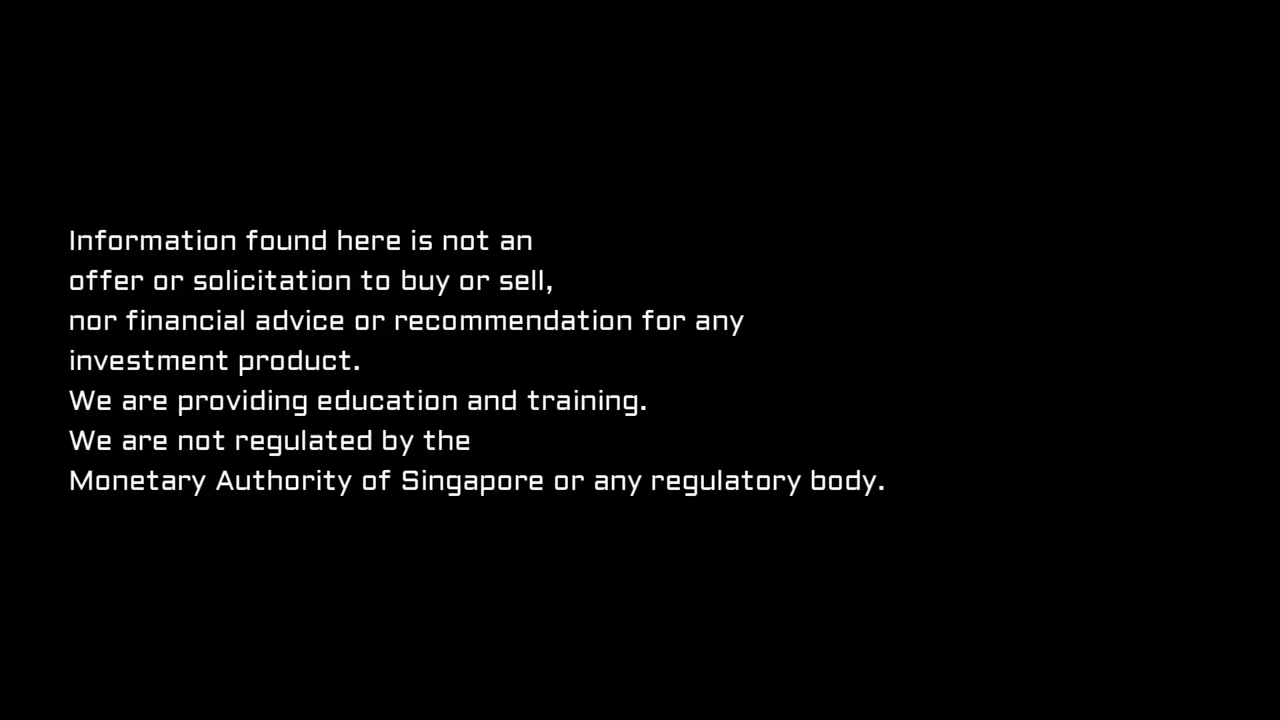 Information found here is not an
offer or solicitation to buy or sell,
nor financial advice or recommendation for any
investment product.
We are providing education and training.
We are not regulated by the
Monetary Authority of Singapore or any regulatory body.